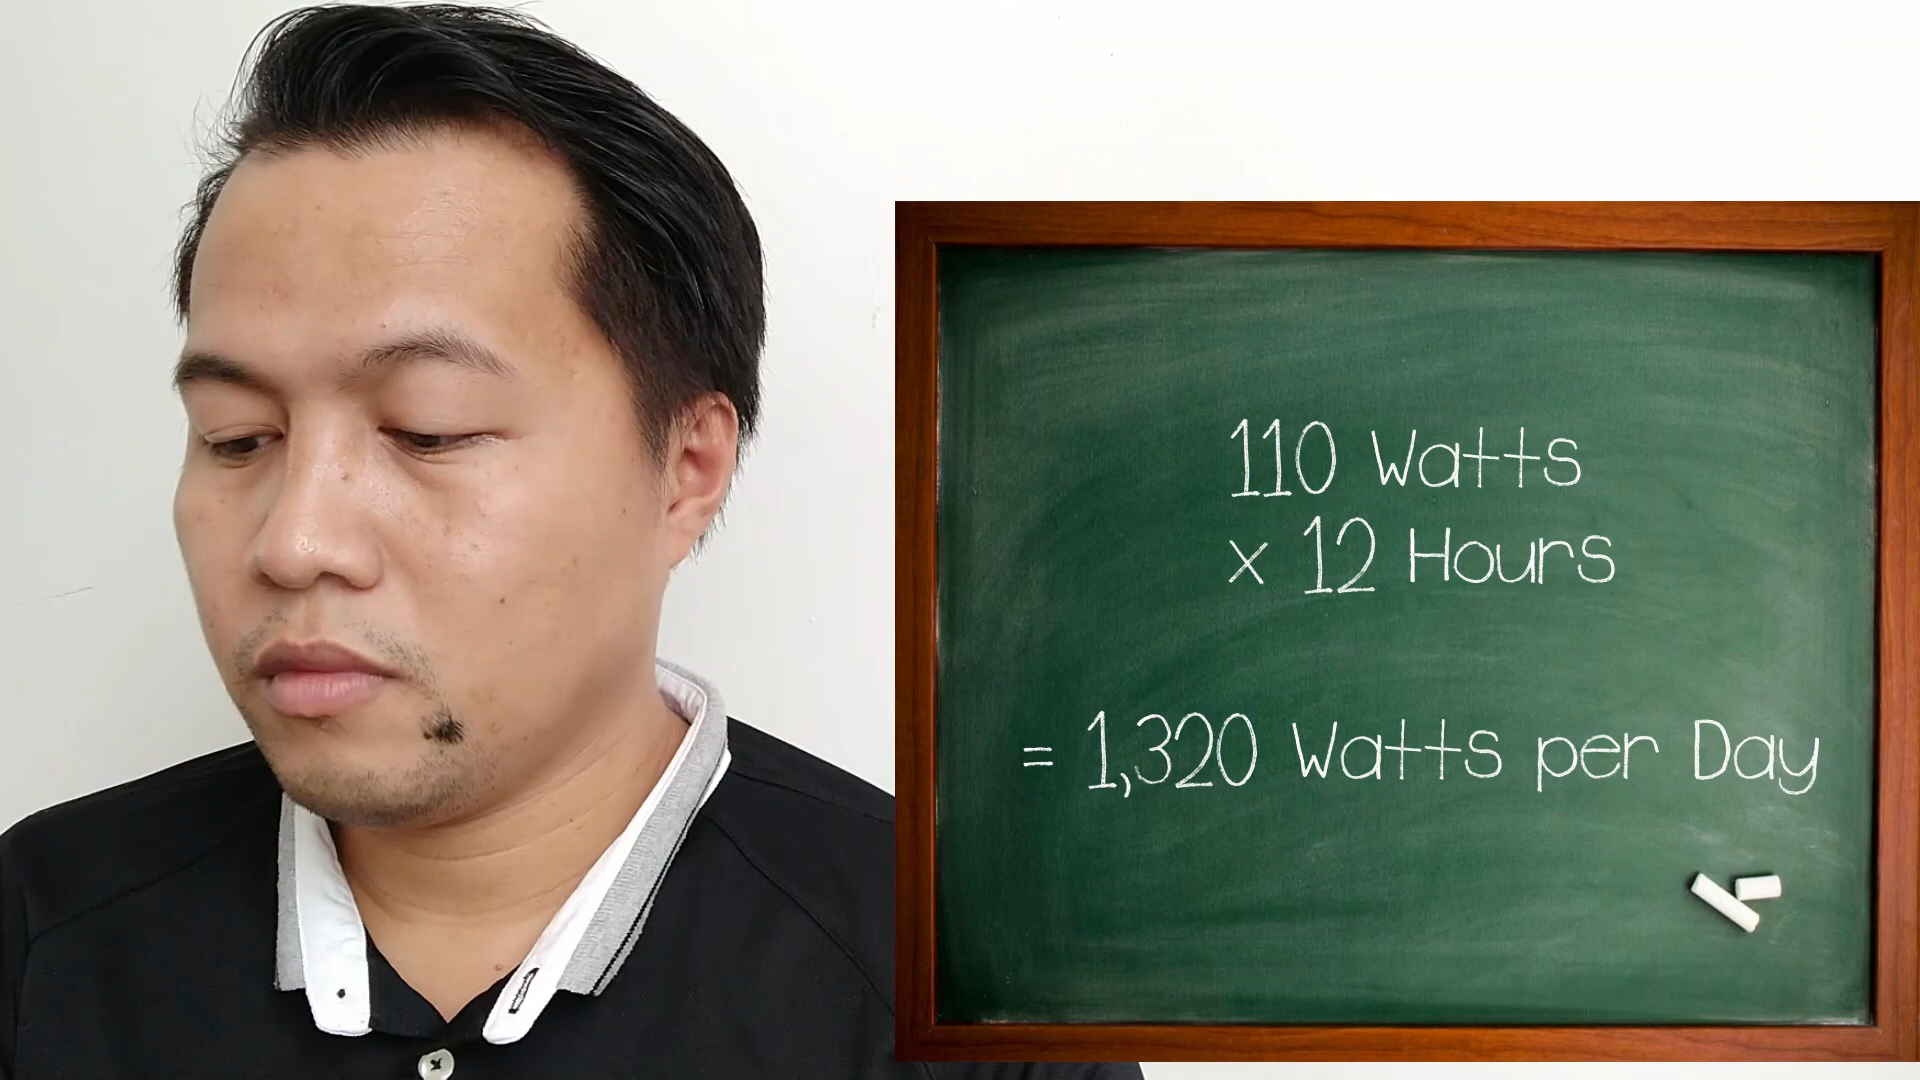 110 Watts
x 12 Hours
= 1,320 Watts per Day